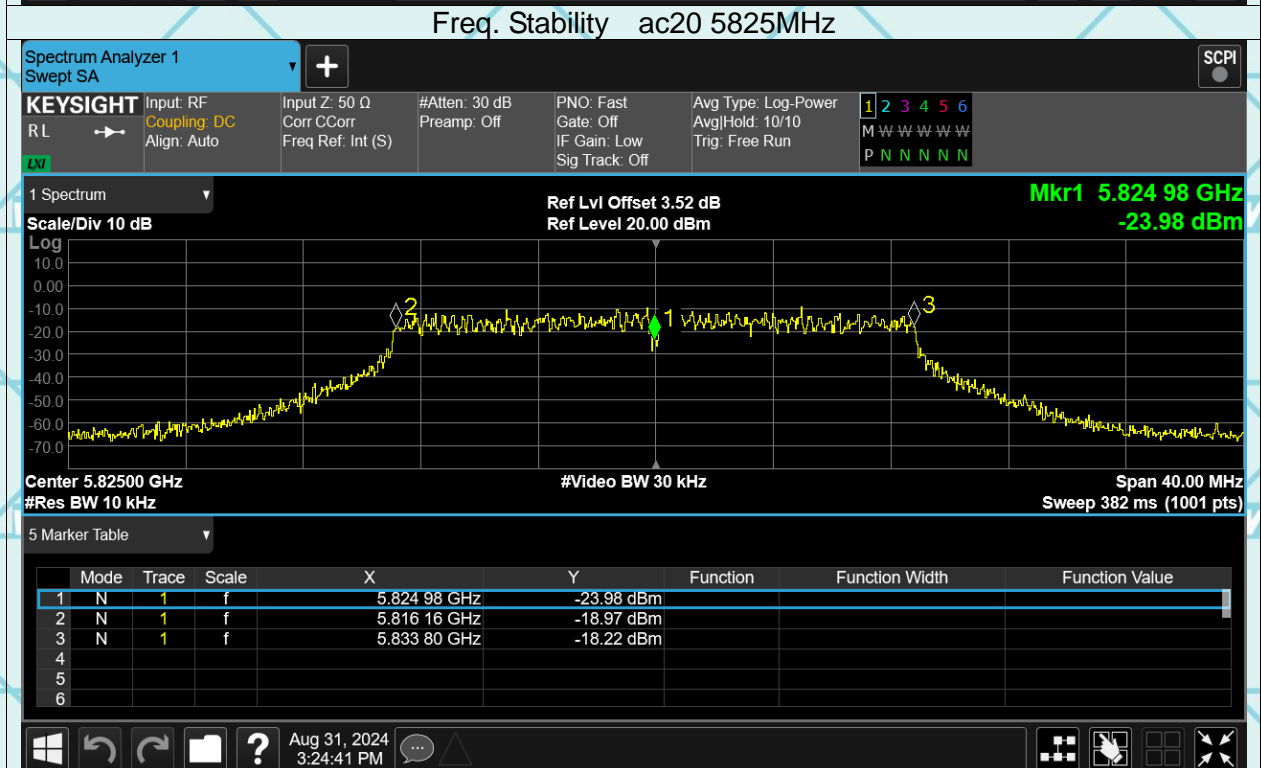 Freq. Stability ac20 5825MHz
Spectrum Analyzer 1
Swept SA
SCPI
KEYSIGHT Input: RF Input Z: 50 Ω #Atten: 30 dB PNO: Fast Avg Type: Log-Power 1 2 3 4 5 6
RL Coupling: DC Corr CCorr Preamp: Off Gate: Off Avg|Hold: 10/10 M W W W W W
Align: Auto Freq Ref: Int (S) IF Gain: Low Trig: Free Run P N N N N N
LXI Sig Track: Off
1 Spectrum Ref Lvl Offset 3.52 dB Mkr1 5.824 98 GHz
Scale/Div 10 dB Ref Level 20.00 dBm -23.98 dBm
Log
10.0
0.00
-10.0
-20.0
-30.0
-40.0
-50.0
-60.0
-70.0
2
1
3
Center 5.82500 GHz #Video BW 30 kHz Span 40.00 MHz
#Res BW 10 kHz Sweep 382 ms (1001 pts)
5 Marker Table
Mode Trace Scale X Y Function Function Width Function Value
1 N 1 f 5.824 98 GHz -23.98 dBm
2 N 1 f 5.816 16 GHz -18.97 dBm
3 N 1 f 5.833 80 GHz -18.22 dBm
4
5
6
? Aug 31, 2024
3:24:41 PM